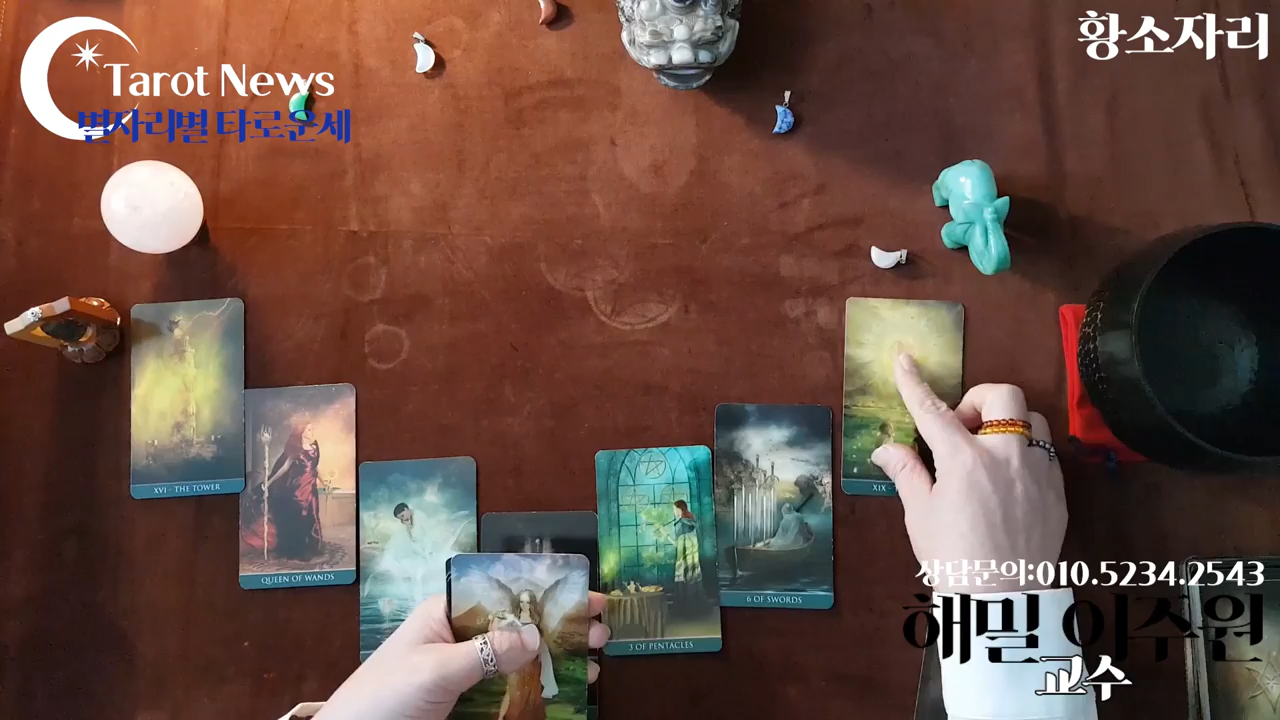 황소자리
Tarot News
별자리별 타로운세
XVI - THE TOWER
QUEEN OF WANDS
3 OF PENTACLES
6 OF SWORDS
XIX -
상담문의:010.5234.2543
해밀 이주원
교수